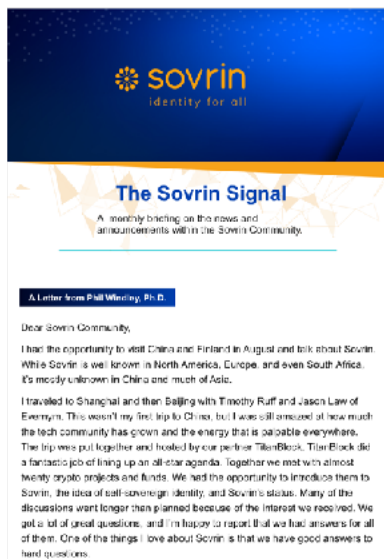 sovrin
identity for all
The Sovrin Signal
A monthly briefing on the news and
announcements within the Sovrin Community.
A Letter from Phil Windley, Ph.D.
Dear Sovrin Community,
I had the opportunity to visit China and Finland in August and talk about Sovrin.
While Sovrin is well known in North America, Europe, and even South Africa,
it's mostly unknown in China and much of Asia.
I traveled to Shanghai and then Beijing with Timothy Ruff and Jason Law of
Evernym. This wasn't my first trip to China, but I was still amazed at how much
the tech community has grown and the energy that is palpable everywhere.
The trip was put together and hosted by our partner TitanBlock. TitanBlock did
a fantastic job of lining up an all-star agenda. Together we met with almost
twenty crypto projects and funds. We had the opportunity to introduce them to
Sovrin, the idea of self-sovereign identity, and Sovrin's status. Many of the
discussions went longer than planned because of the interest we received. We
got a lot of great questions, and I'm happy to report that we had answers for all
of them. One of the things I love about Sovrin is that we have good answers to
hard questions.